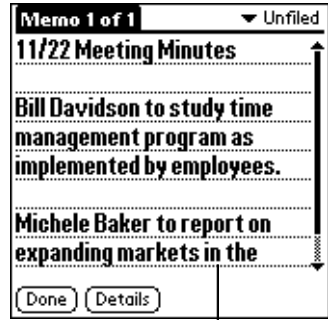 Memo 1 of 1 Unfiled
11/22 Meeting Minutes
Bill Davidson to study time
management program as
implemented by employees.
Michele Baker to report on
expanding markets in the
Done Details